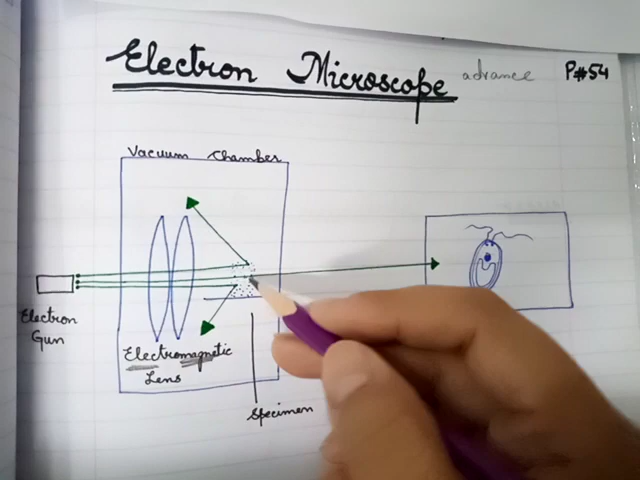 Electron Microscope advance P#54
Vacuum Chamber
Electron
Gun
Electromagnetic
Lens
Specimen